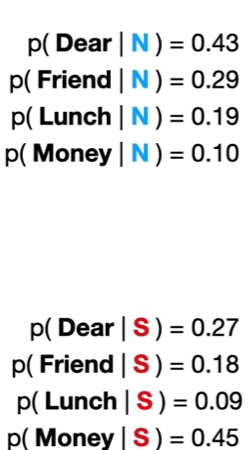 p( Dear | N ) = 0.43
p( Friend | N ) = 0.29
p( Lunch | N ) = 0.19
p( Money | N ) = 0.10
p( Dear | S ) = 0.27
p( Friend | S ) = 0.18
p( Lunch | S ) = 0.09
p( Money | S ) = 0.45